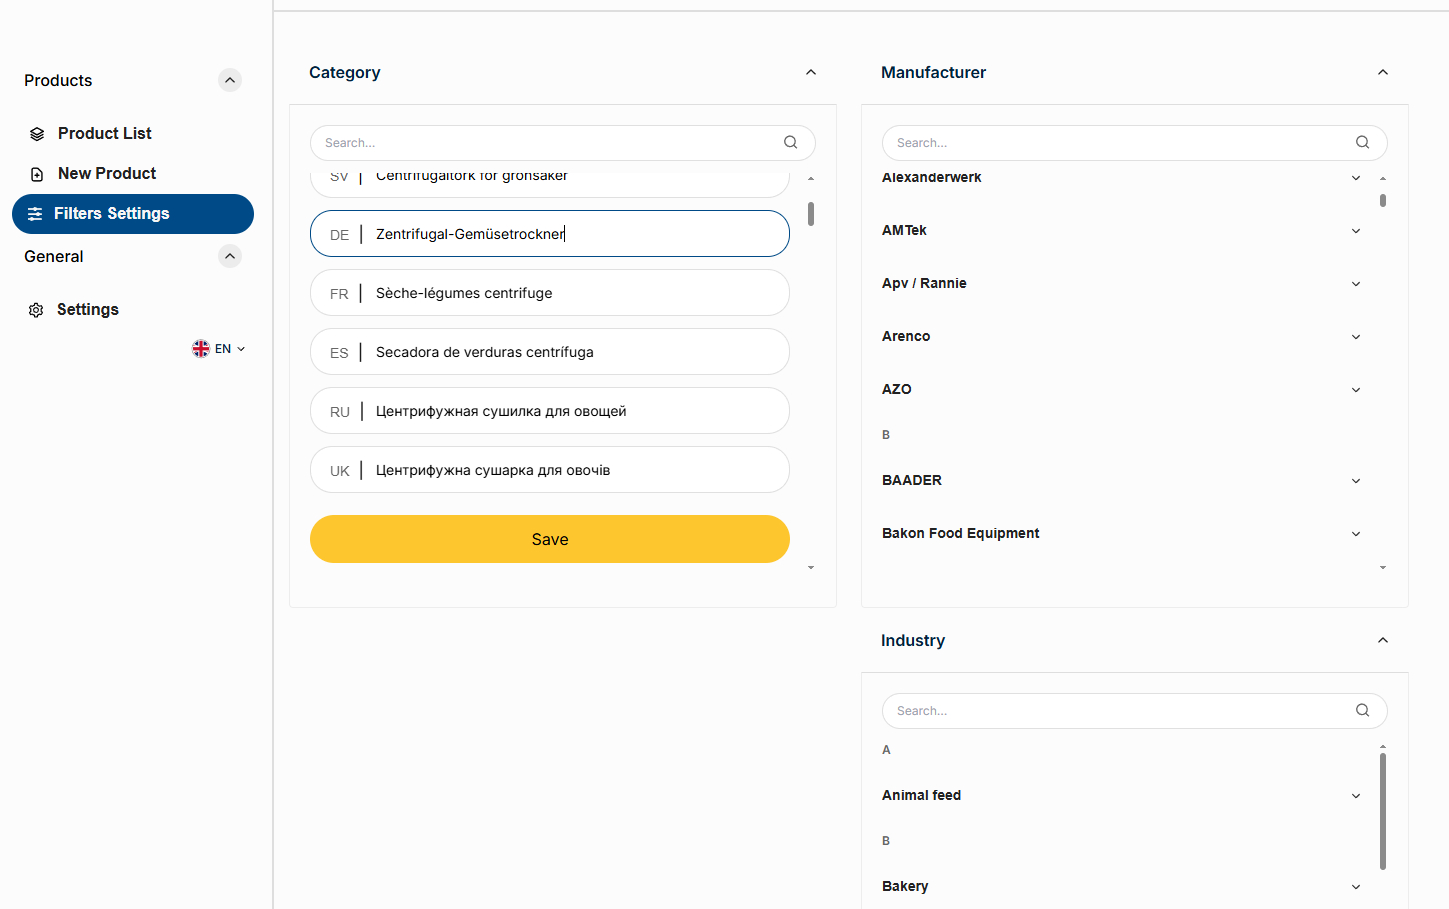 Products
Product List
New Product
Filters Settings
General
Settings
EN
Category
Search...
SV | Centrifugaltork för grönsaker
DE | Zentrifugal-Gemüsetrockner
FR | Sèche-légumes centrifuge
ES | Secadora de verduras centrífuga
RU | Центрифужная сушилка для овощей
UK | Центрифужна сушарка для овочів
Save
Manufacturer
Search...
Alexanderwerk
AMTek
Apv / Rannie
Arenco
AZO
B
BAADER
Bakon Food Equipment
Industry
Search...
A
Animal feed
B
Bakery